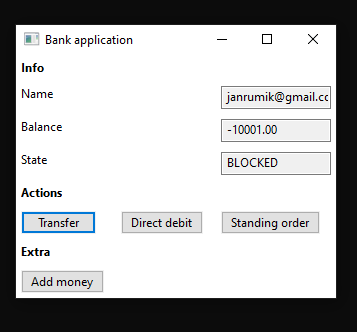 Bank application
Info
Name janrumik@gmail.cc
Balance -10001.00
State BLOCKED
Actions
Transfer Direct debit Standing order
Extra
Add money